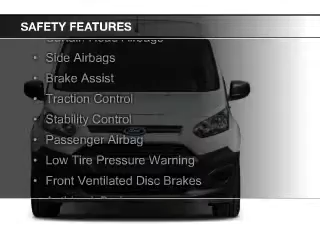 SAFETY FEATURES
• Side Airbags
• Brake Assist
• Traction Control
• Stability Control
Ford
• Passenger Airbag
• Low Tire Pressure Warning
• Front Ventilated Disc Brakes